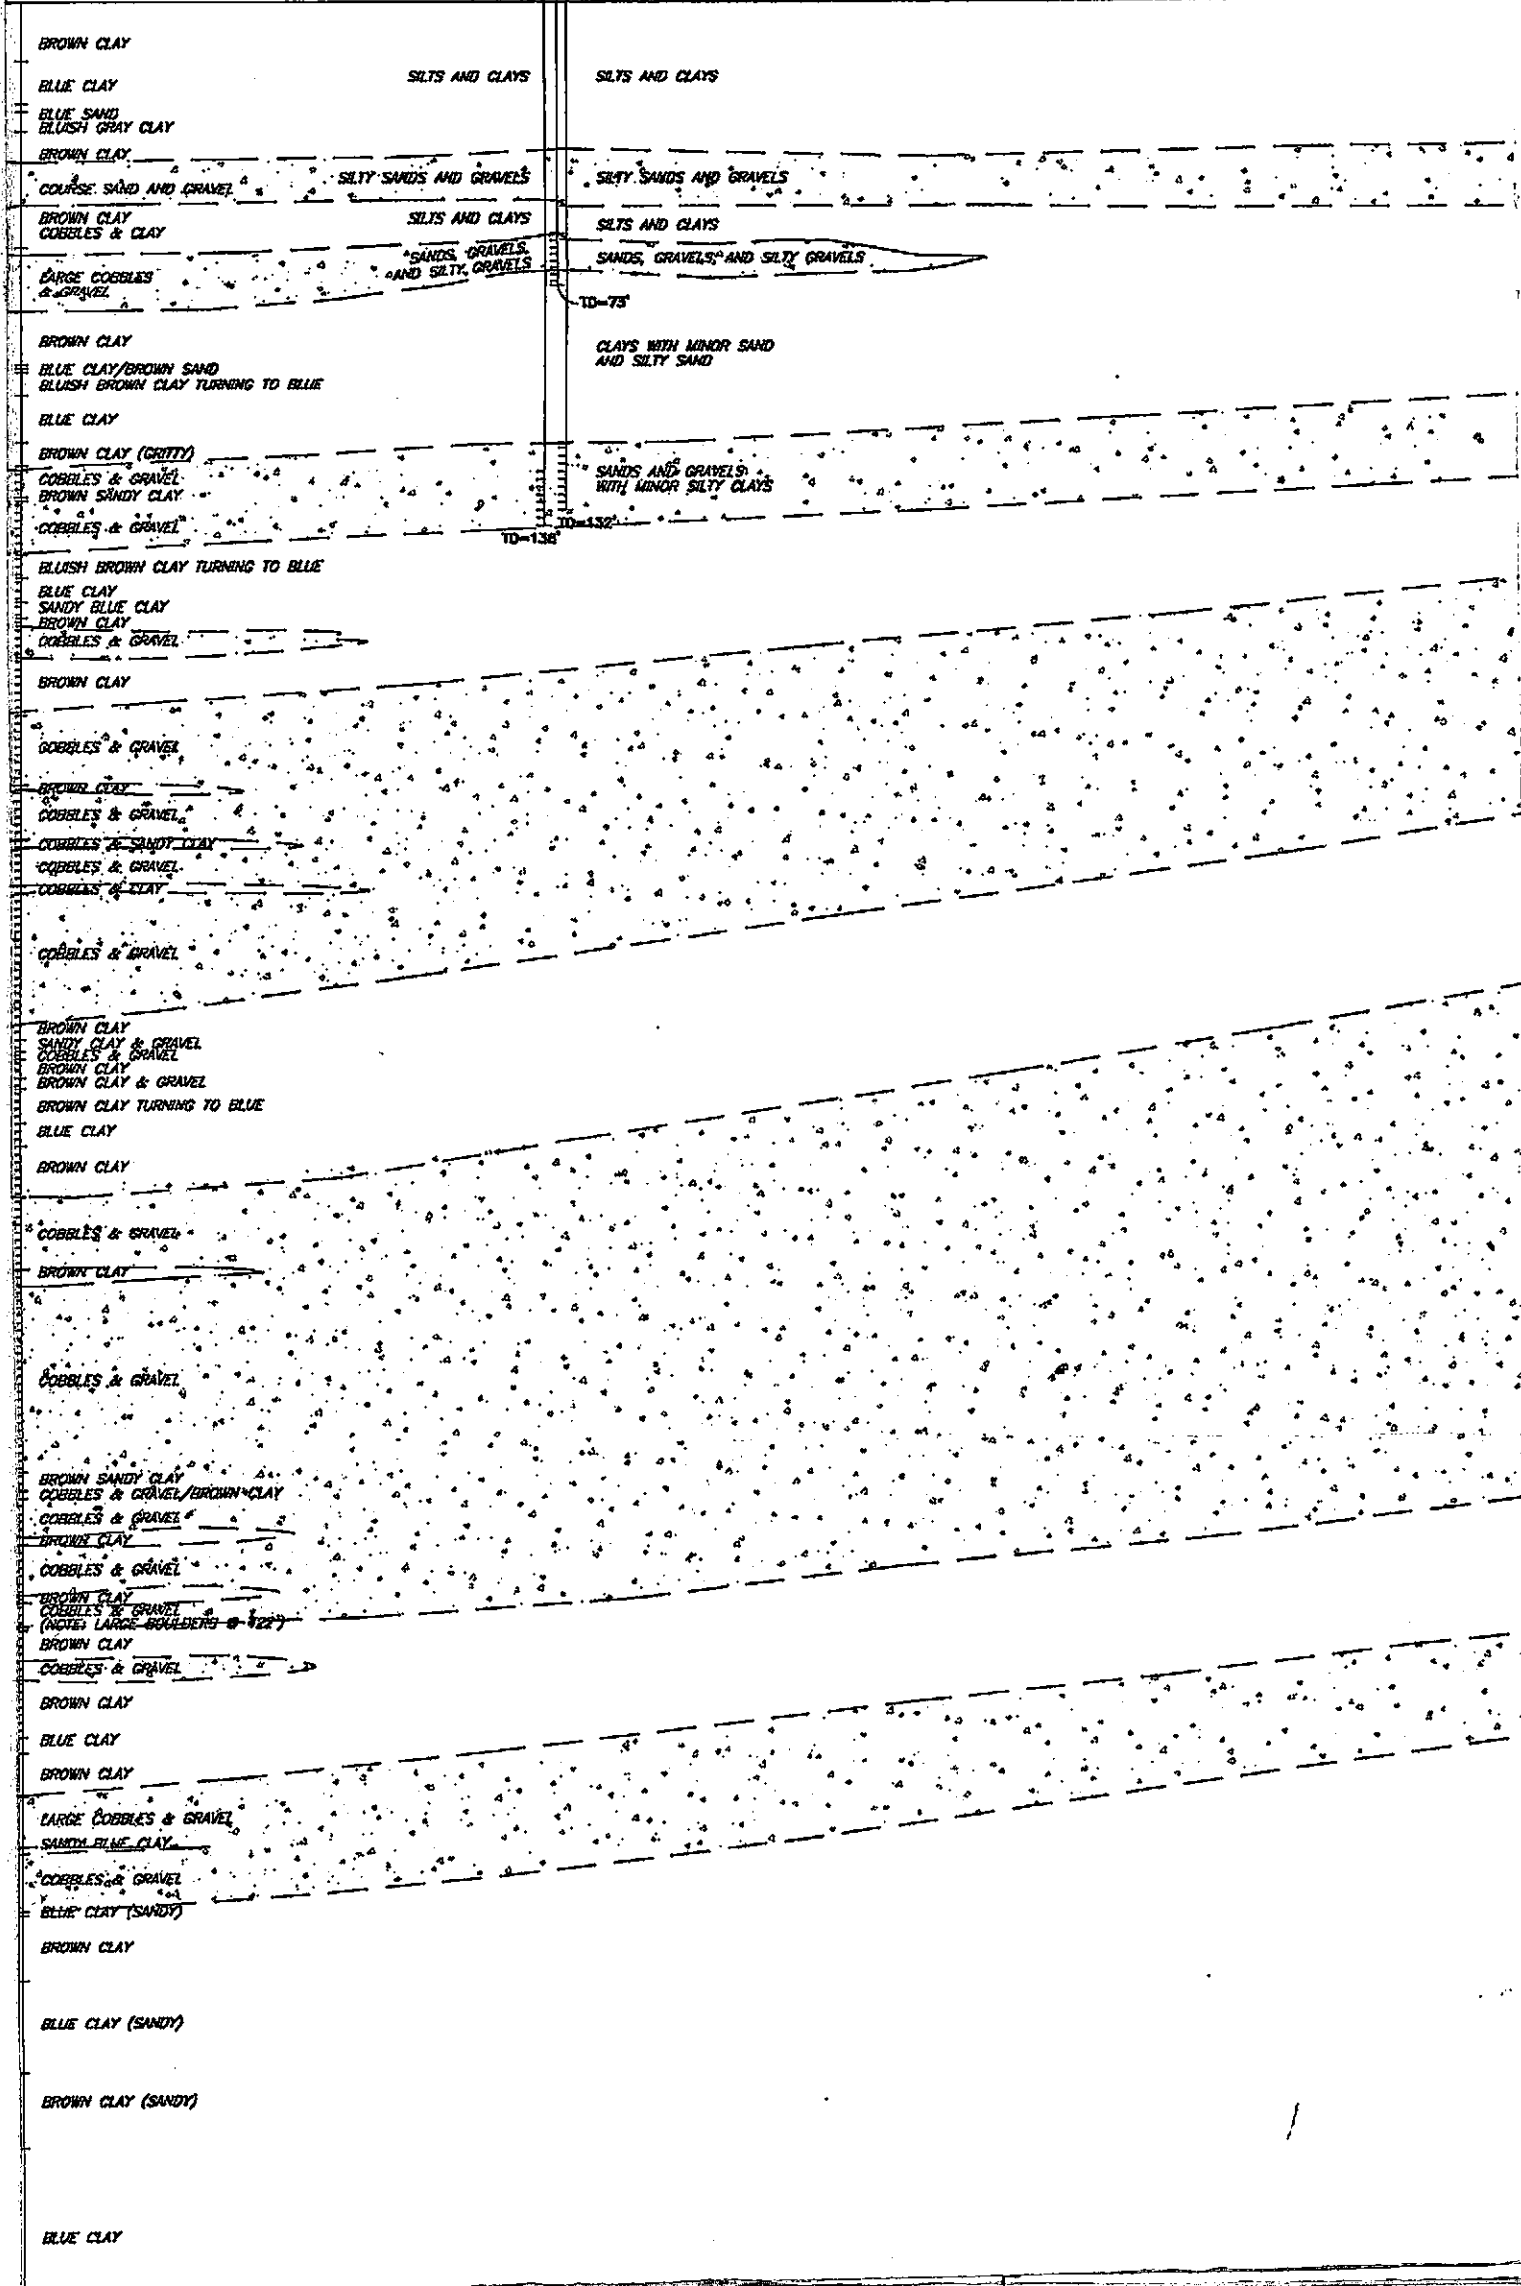 BROWN CLAY
BLUE CLAY
BLUE SAND
BLUISH GRAY CLAY
BROWN CLAY
COURSE SAND AND GRAVEL
BROWN CLAY
COBBLES & CLAY
LARGE COBBLES
& GRAVEL
BROWN CLAY
BLUE CLAY/BROWN SAND
BLUISH BROWN CLAY TURNING TO BLUE
BLUE CLAY
BROWN CLAY (GRITTY)
COBBLES & GRAVEL
BROWN SANDY CLAY
COBBLES & GRAVEL
BLUISH BROWN CLAY TURNING TO BLUE
BLUE CLAY
SANDY BLUE CLAY
BROWN CLAY
COBBLES & GRAVEL
BROWN CLAY
COBBLES & GRAVEL
BROWN CLAY
COBBLES & GRAVEL
COBBLES & SANDY CLAY
COBBLES & GRAVEL
COBBLES & CLAY
COBBLES & GRAVEL
BROWN CLAY
SANDY CLAY & GRAVEL
COBBLES & GRAVEL
BROWN CLAY
BROWN CLAY & GRAVEL
BROWN CLAY TURNING TO BLUE
BLUE CLAY
BROWN CLAY
COBBLES & GRAVEL
BROWN CLAY
COBBLES & GRAVEL
BROWN SANDY CLAY
COBBLES & GRAVEL/BROWN CLAY
COBBLES & GRAVEL
BROWN CLAY
COBBLES & GRAVEL
BROWN CLAY
COBBLES & GRAVEL
(NOTE: LARGE BOULDERS @ 422')
BROWN CLAY
COBBLES & GRAVEL
BROWN CLAY
BLUE CLAY
BROWN CLAY
LARGE COBBLES & GRAVEL
SANDY BLUE CLAY
COBBLES & GRAVEL
BLUE CLAY (SANDY)
BROWN CLAY
BLUE CLAY (SANDY)
BROWN CLAY (SANDY)
BLUE CLAY
SILTS AND CLAYS
SILTY SANDS AND GRAVELS
SILTS AND CLAYS
SANDS, GRAVELS,
AND SILTY GRAVELS
TD=138'
SILTS AND CLAYS
SILTY SANDS AND GRAVELS
SILTS AND CLAYS
SANDS, GRAVELS, AND SILTY GRAVELS
TD=73'
CLAYS WITH MINOR SAND
AND SILTY SAND
SANDS AND GRAVELS
WITH MINOR SILTY CLAYS
TD=132'